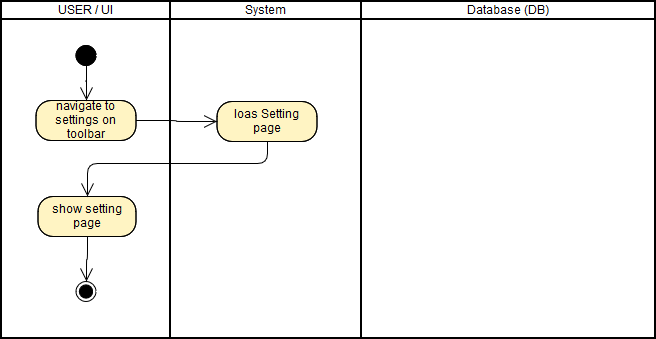 USER / UI
System
Database (DB)
navigate to
settings on
toolbar
loas Setting
page
show setting
page